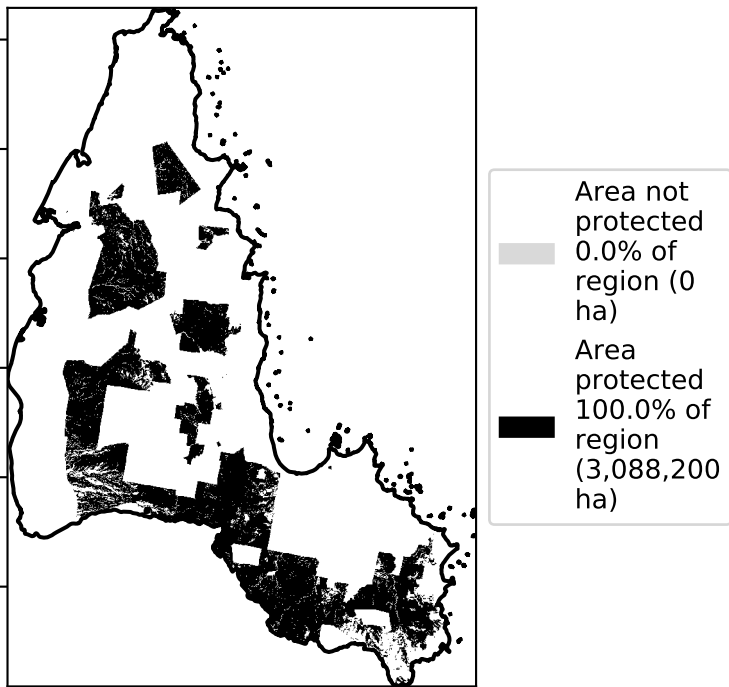 Area not
protected
0.0% of
region (0
ha)
Area
protected
100.0% of
region
(3,088,200
ha)